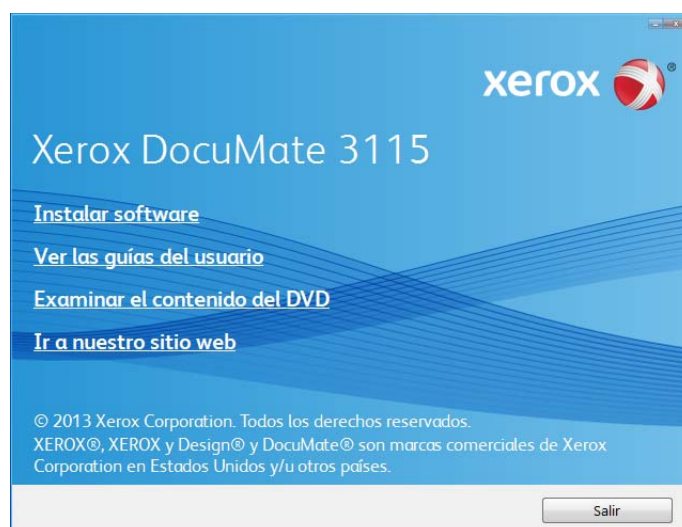 xerox ®
Xerox DocuMate 3115
Instalar software
Ver las guías del usuario
Examinar el contenido del DVD
Ir a nuestro sitio web
© 2013 Xerox Corporation. Todos los derechos reservados.
XEROX®, XEROX y Design® y DocuMate® son marcas comerciales de Xerox
Corporation en Estados Unidos y/u otros países.
Salir